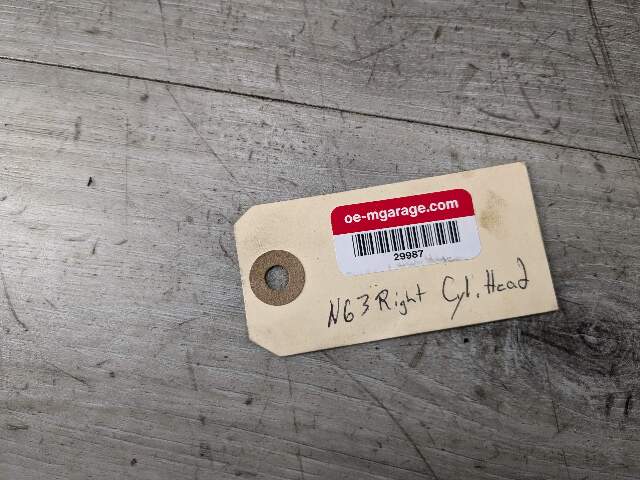 oe-mgarage.com
29987
N63 Right Cyl. Head